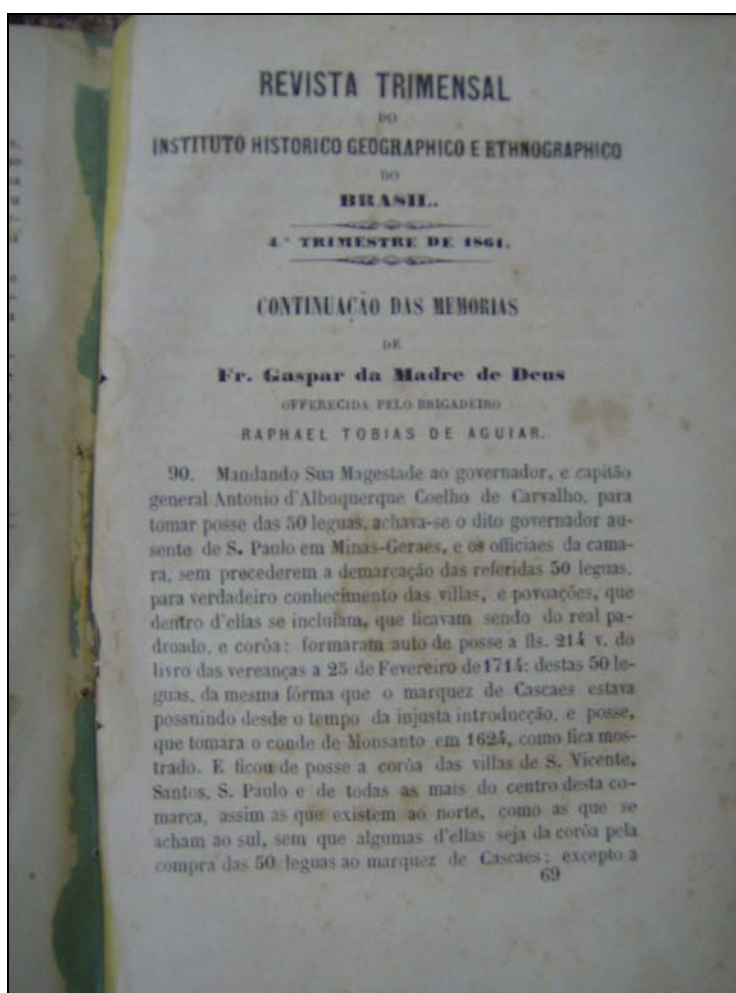 REVISTA TRIMENSAL
DO
INSTITUTO HISTORICO GEOGRAPHICO E ETHNOGRAPHICO
DO
BRASIL.
4.º TRIMESTRE DE 1861.
CONTINUAÇÃO DAS MEMORIAS
DE
Fr. Gaspar da Madre de Deus
OFFERECIDA PELO BRIGADEIRO
RAPHAEL TOBIAS DE AGUIAR.
90. Mandando Sua Magestade ao governador, e capitão
general Antonio d'Albuquerque Coelho de Carvalho, para
tomar posse das 50 leguas, achava-se o dito governador au-
sente de S. Paulo em Minas-Geraes, e os officiaes da cama-
ra, sem precederem a demarcação das referidas 50 leguas,
para verdadeiro conhecimento das villas, e povoações, que
dentro d'ellas se incluiam, que ficavam sendo do real pa-
droado, e corôa: formaram auto de posse a fls. 214 v. do
livro das vereanças a 25 de Fevereiro de 1714: destas 50 le-
guas, da mesma fórma que o marquez de Cascaes estava
possuindo desde o tempo da injusta introducção, e posse,
que tomara o conde de Monsanto em 1624, como fica mos-
trado. E ficou de posse a corôa das villas de S. Vicente,
Santos, S. Paulo e de todas as mais do centro desta co-
marca, assim as que existem ao norte, como as que se
acham ao sul, sem que algumas d'ellas seja da corôa pela
compra das 50 leguas ao marquez de Cascaes; excepto a
69